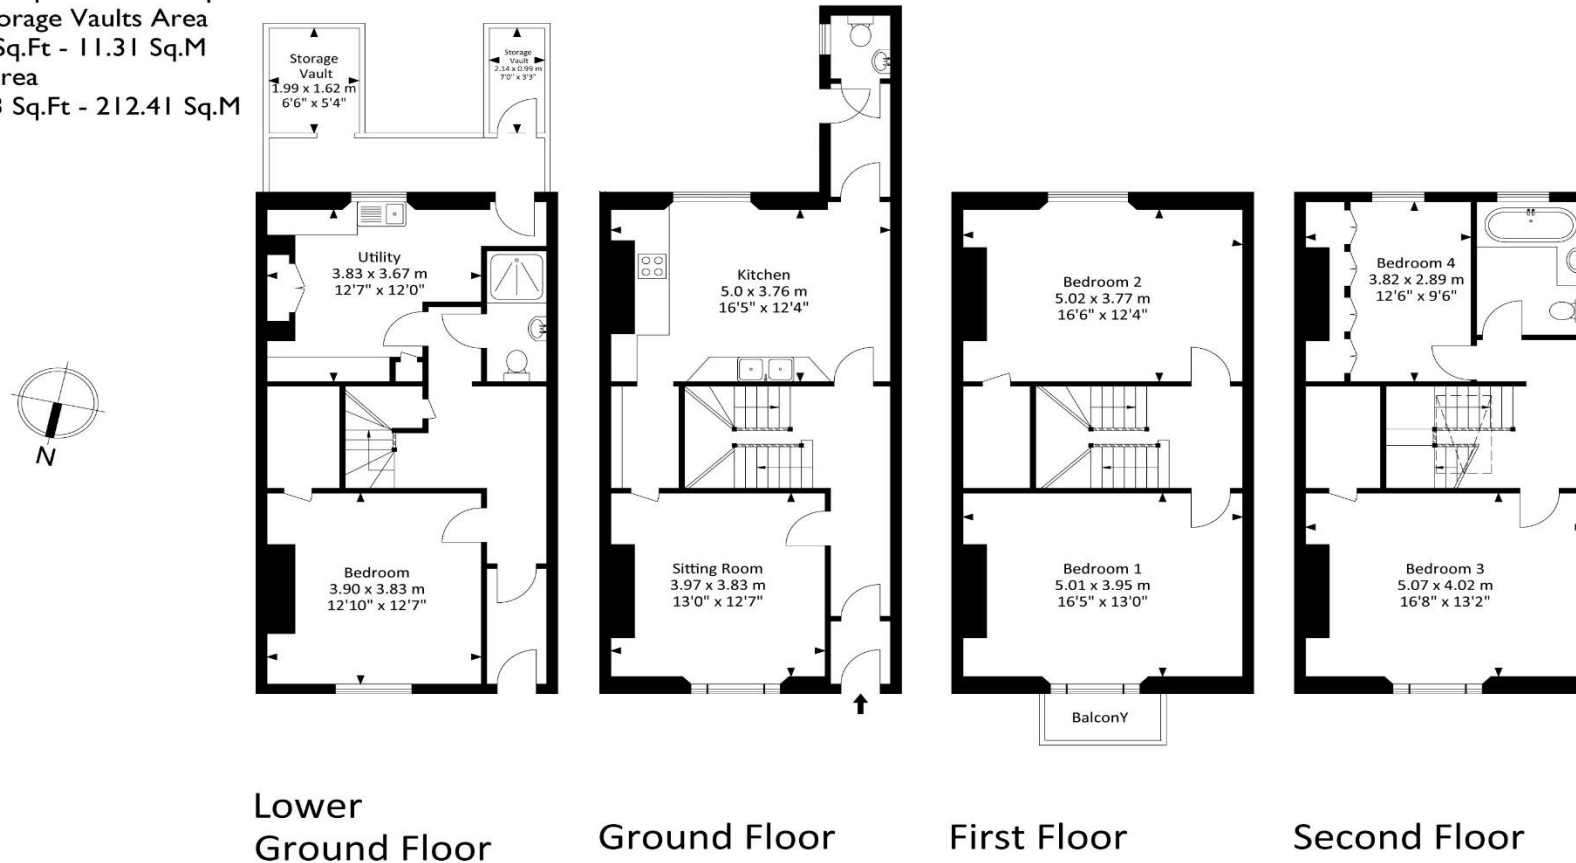 Storage Vaults Area
Sq.Ft - 11.31 Sq.M
Sq.Ft - 212.41 Sq.M
N
Storage
Vault
1.99 x 1.62 m
6'6" x 5'4"
Storage
Vault
2.14 x 0.99 m
7'0" x 3'3"
Utility
3.83 x 3.67 m
12'7" x 12'0"
Bedroom
3.90 x 3.83 m
12'10" x 12'7"
Lower
Ground Floor
Kitchen
5.0 x 3.76 m
16'5" x 12'4"
Sitting Room
3.97 x 3.83 m
13'0" x 12'7"
Ground Floor
Bedroom 2
5.02 x 3.77 m
16'6" x 12'4"
Bedroom 1
5.01 x 3.95 m
16'5" x 13'0"
BalconY
First Floor
Bedroom 4
3.82 x 2.89 m
12'6" x 9'6"
Bedroom 3
5.07 x 4.02 m
16'8" x 13'2"
Second Floor